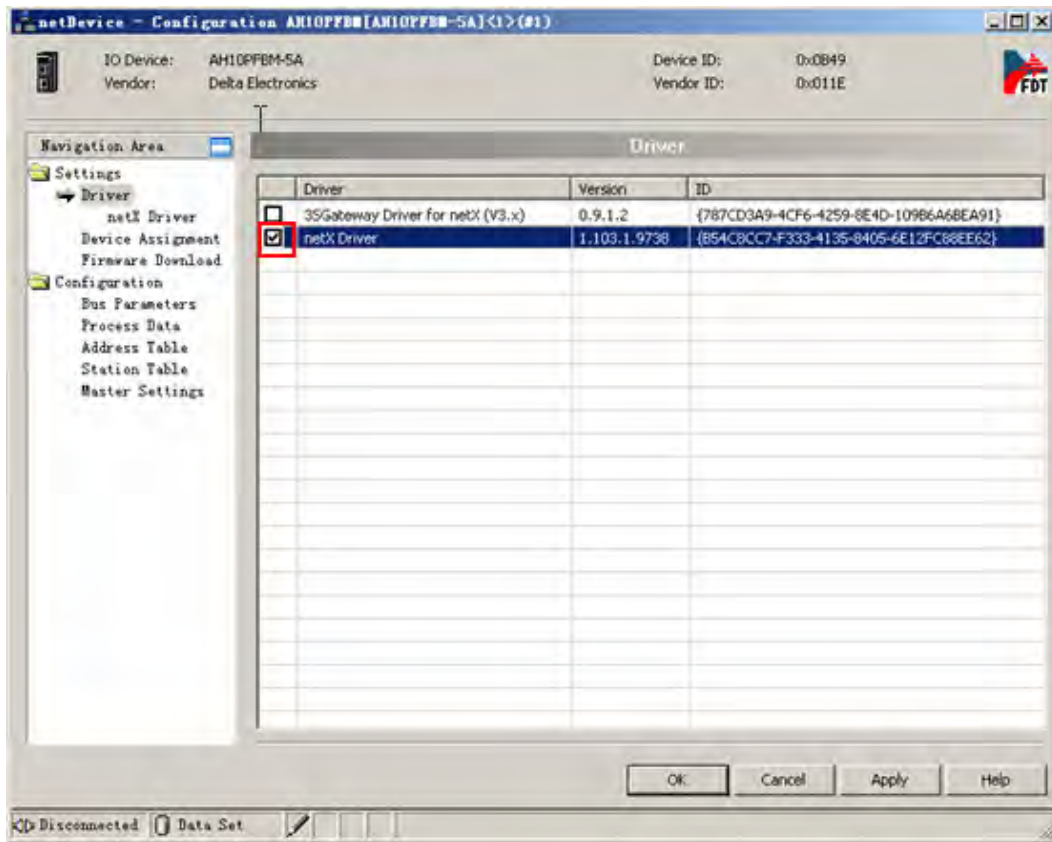 netDevice - Configuration AH10PFBM[AH10PFBM-5A]<1>(#1)
IO Device: AH10PFBM-5A Device ID: 0x0B49
Vendor: Delta Electronics Vendor ID: 0x011E
FDT
Navigation Area
Driver
Settings
Driver
netX Driver
Device Assignment
Firmware Download
Configuration
Bus Parameters
Process Data
Address Table
Station Table
Master Settings
Driver Version ID
3SGateway Driver for netX (V3.x) 0.9.1.2 {787CD3A9-4CF6-4259-8E4D-109B6A6BEA91}
netX Driver 1.103.1.9738 {B54C8CC7-F333-4135-8405-6E12FC88EE62}
OK Cancel Apply Help
Disconnected Data Set